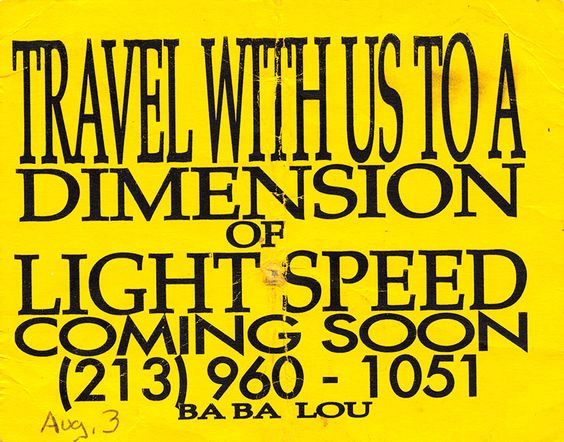 TRAVEL WITH US TO A
DIMENSION
OF
LIGHT SPEED
COMING SOON
(213) 960 - 1051
BA BA LOU
Aug, 3